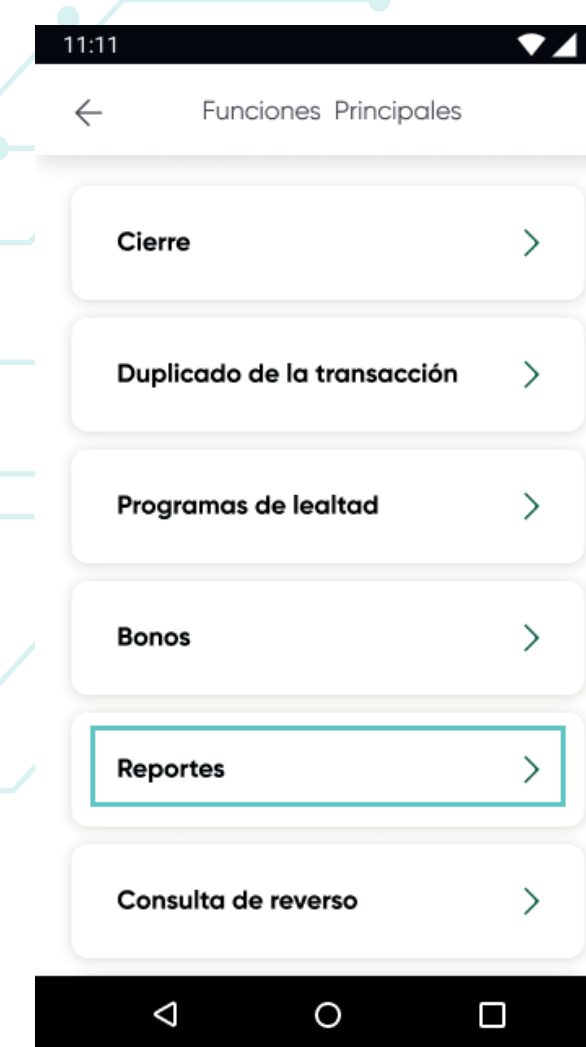 11:11
Funciones Principales
Cierre
Duplicado de la transacción
Programas de lealtad
Bonos
Reportes
Consulta de reverso